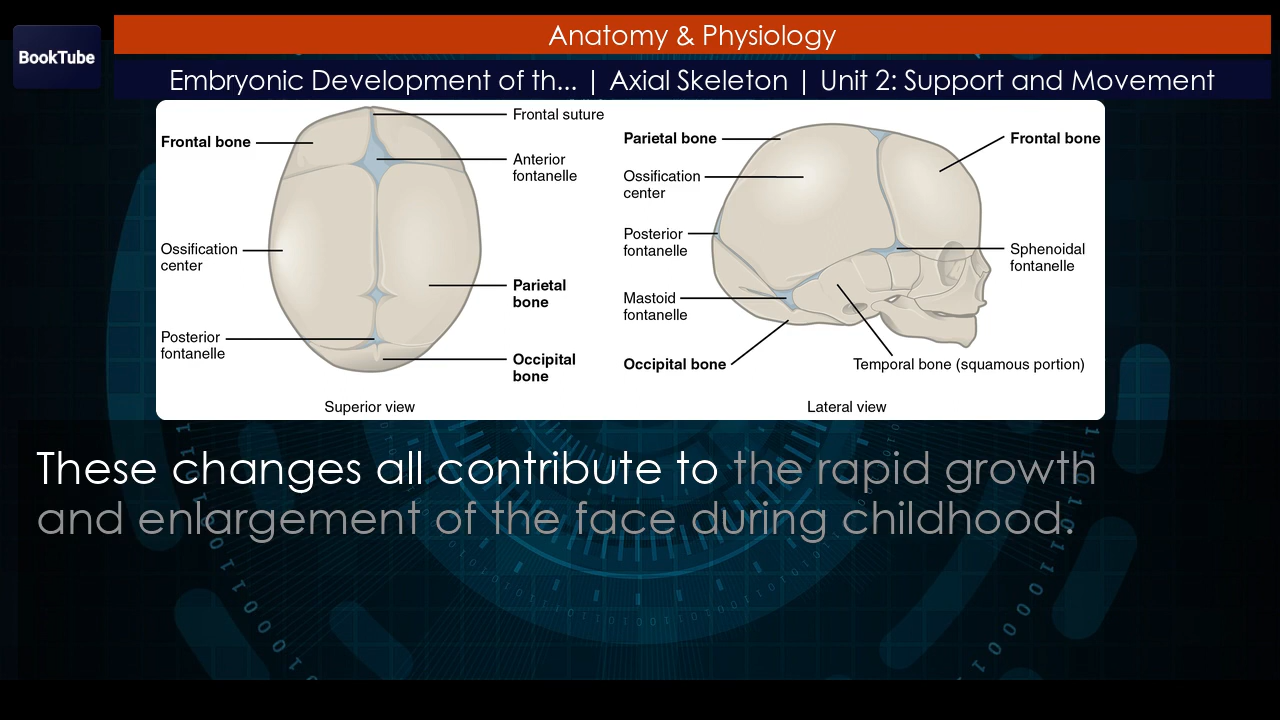 BookTube
Anatomy & Physiology
Embryonic Development of th... | Axial Skeleton | Unit 2: Support and Movement
Frontal bone
Ossification
center
Posterior
fontanelle
Frontal suture
Anterior
fontanelle
Parietal
bone
Occipital
bone
Superior view
Parietal bone
Ossification
center
Posterior
fontanelle
Mastoid
fontanelle
Occipital bone
Frontal bone
Sphenoidal
fontanelle
Temporal bone (squamous portion)
Lateral view
These changes all contribute to the rapid growth
and enlargement of the face during childhood.